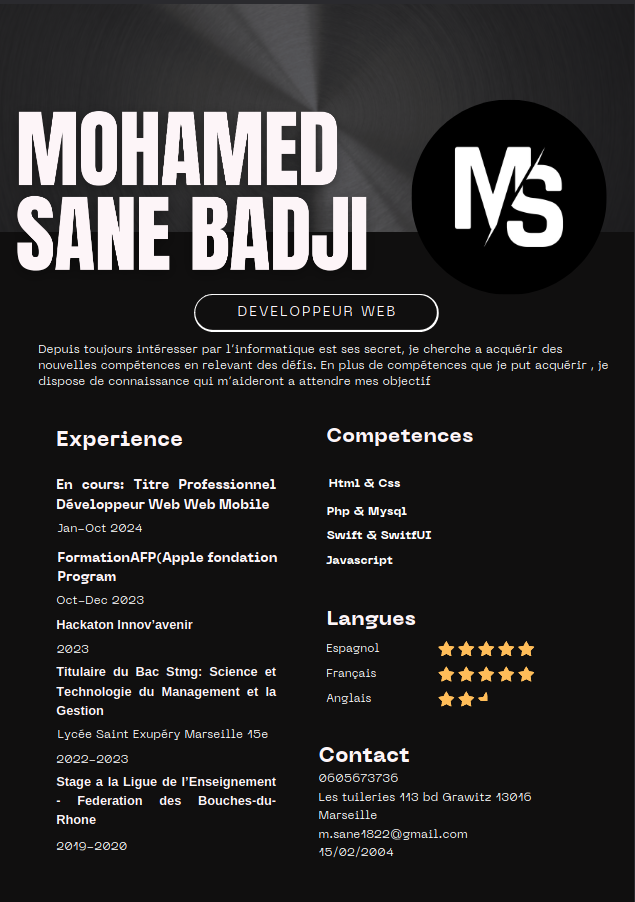 MOHAMED
SANE BADJI
MS
DEVELOPPEUR WEB
Depuis toujours intéresser par l'informatique est ses secret, je cherche a acquérir des
nouvelles compétences en relevant des défis. En plus de compétences que je put acquérir , je
dispose de connaissance qui m'aideront a attendre mes objectif
Experience
En cours: Titre Professionnel
Développeur Web Web Mobile
Jan-Oct 2024
FormationAFP(Apple fondation
Program
Oct-Dec 2023
Hackaton Innov'avenir
2023
Titulaire du Bac Stmg: Science et
Technologie du Management et la
Gestion
Lycée Saint Exupéry Marseille 15e
2022-2023
Stage a la Ligue de l'Enseignement
- Federation des Bouches-du-
Rhone
2019-2020
Competences
Html & Css
Php & Mysql
Swift & SwitfUI
Javascript
Langues
Espagnol
Français
Anglais
Contact
0605673736
Les tuileries 113 bd Grawitz 13016
Marseille
m.sane1822@gmail.com
15/02/2004